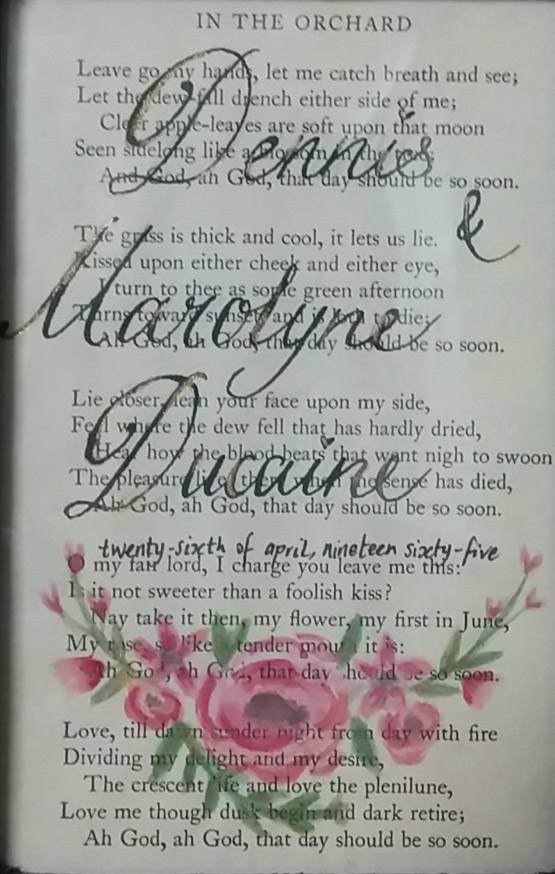 IN THE ORCHARD
Leave go my hands, let me catch breath and see;
Let the dew-fall drench either side of me;
Clear apple-leaves are soft upon that moon
Seen sidelong like a blossom in the tree;
And God, ah God, that day should be so soon.
Dennis
&
The grass is thick and cool, it lets us lie.
Kissed upon either cheek and either eye,
I turn to thee as some green afternoon
Turns toward sunset, and is loth to die;
Ah God, ah God, that day should be so soon.
Marolyne
Lie closer, lean your face upon my side,
Feel where the dew fell that has hardly dried,
Hear how the blood beats that went nigh to swoon
The pleasure lives there when the sense has died,
Ah God, ah God, that day should be so soon.
Ducaine
twenty-sixth of april, nineteen sixty-five
O my fair lord, I charge you leave me this:
Is it not sweeter than a foolish kiss?
Nay take it then, my flower, my first in June,
My rose, so like a tender mouth it is:
Ah God, ah God, that day should be so soon.
Love, till dawn sunder night from day with fire
Dividing my delight and my desire,
The crescent life and love the plenilune,
Love me though dusk begin and dark retire;
Ah God, ah God, that day should be so soon.